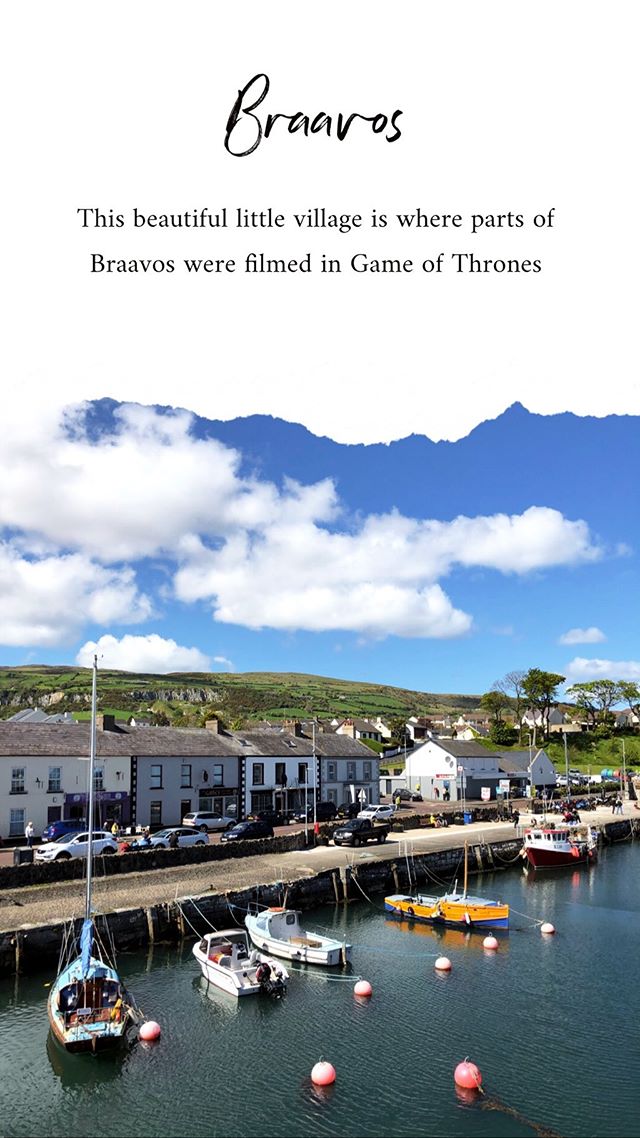 Braavos
This beautiful little village is where parts of
Braavos were filmed in Game of Thrones